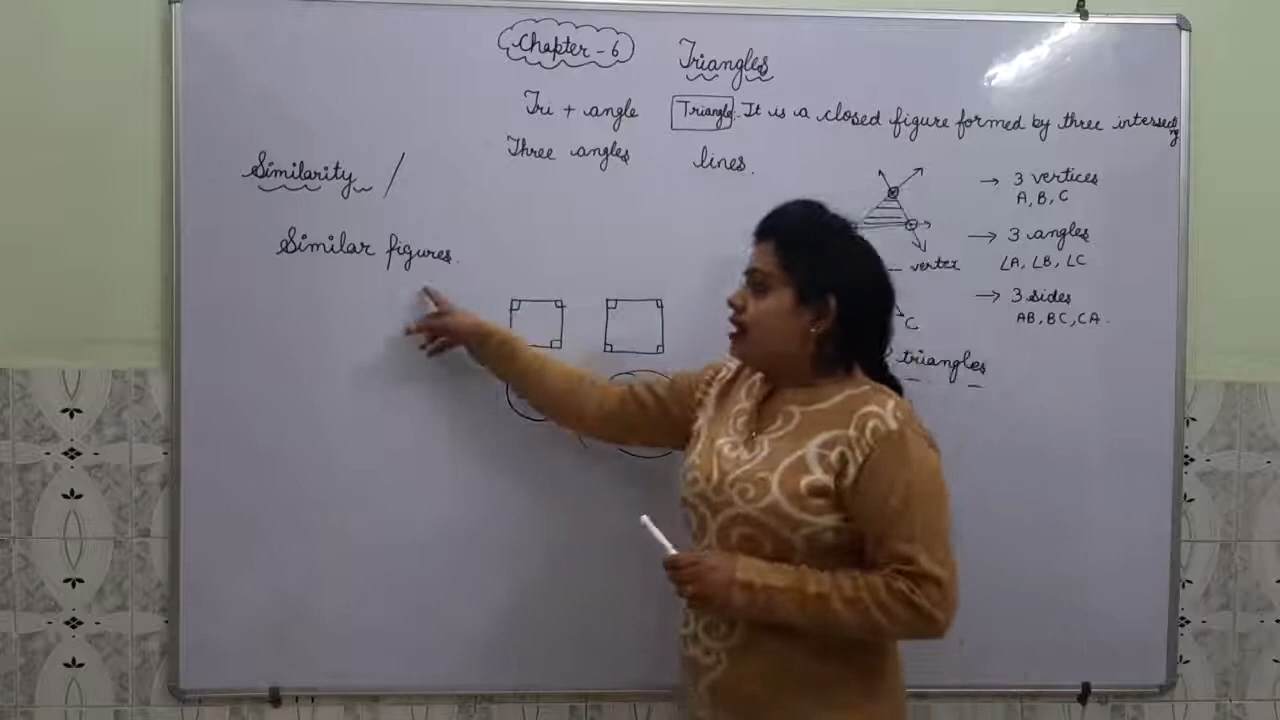 Chapter - 6 Triangles
Tri + angle
Three angles
Triangle: It is a closed figure formed by three intersecting
lines.
Similarity /
Similar figures.
→ 3 vertices
A, B, C
→ 3 angles
∠A, ∠B, ∠C
→ 3 sides
AB, BC, CA.
vertex
C
triangles